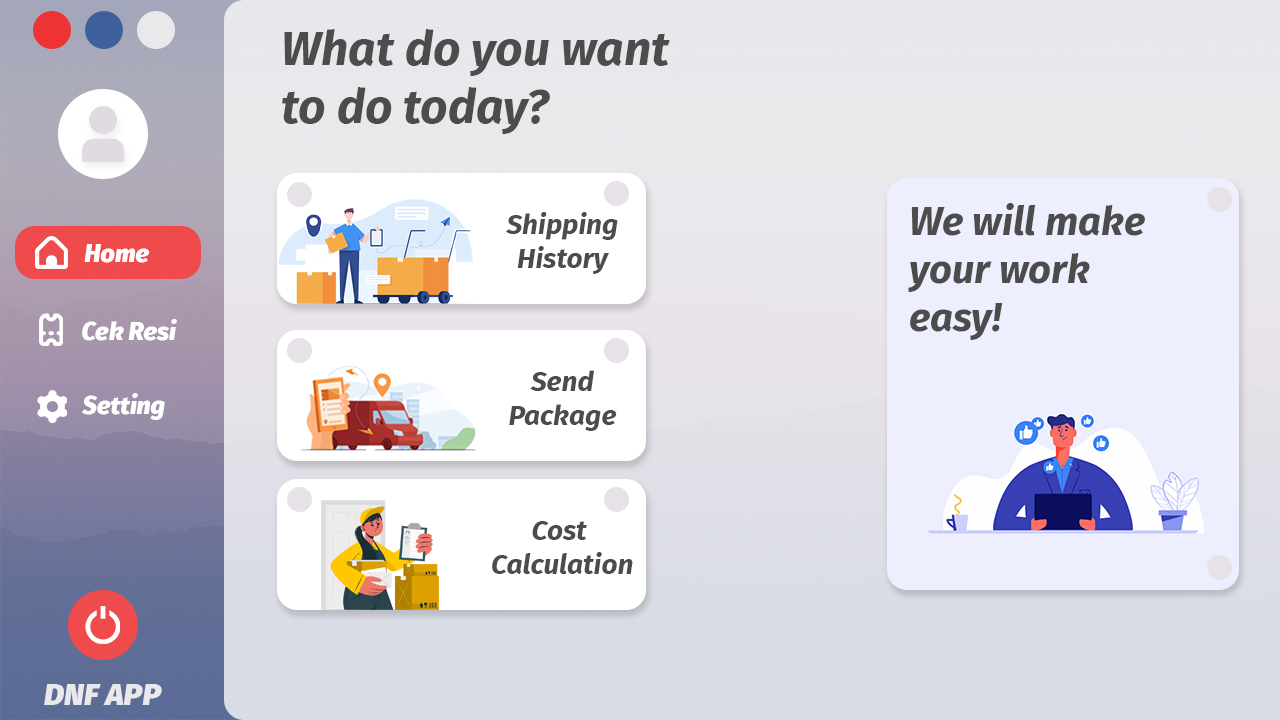 What do you want
to do today?
Home
Cek Resi
Setting
DNF APP
Shipping
History
Send
Package
Cost
Calculation
We will make
your work
easy!